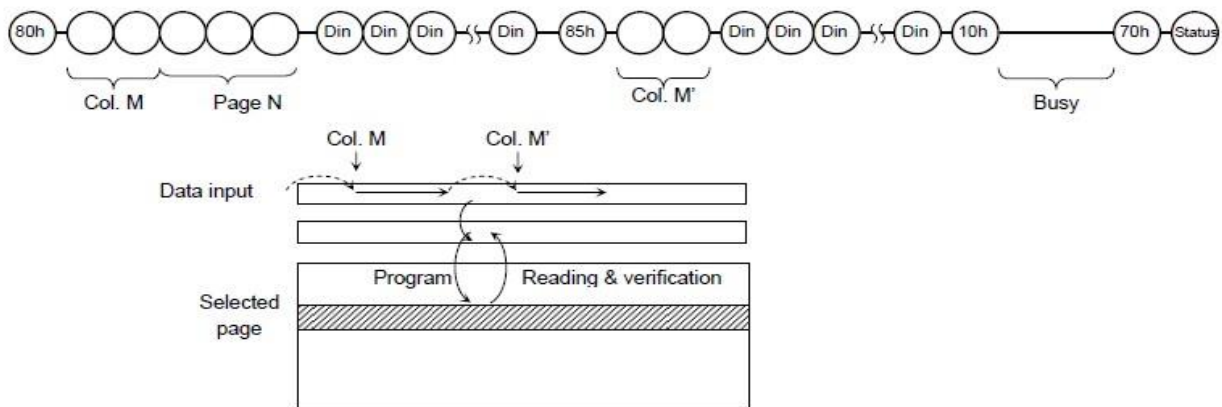 80h Din Din Din Din 85h Din Din Din Din 10h 70h Status
Col. M Page N Col. M’ Busy
Col. M Col. M’
Data input
Program Reading & verification
Selected
page